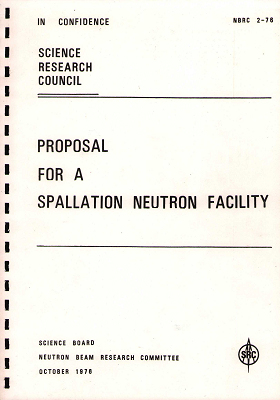 IN CONFIDENCE
NBRC 2-76
SCIENCE
RESEARCH
COUNCIL
PROPOSAL
FOR A
SPALLATION NEUTRON FACILITY
SCIENCE BOARD
NEUTRON BEAM RESEARCH COMMITTEE
OCTOBER 1976
SRC